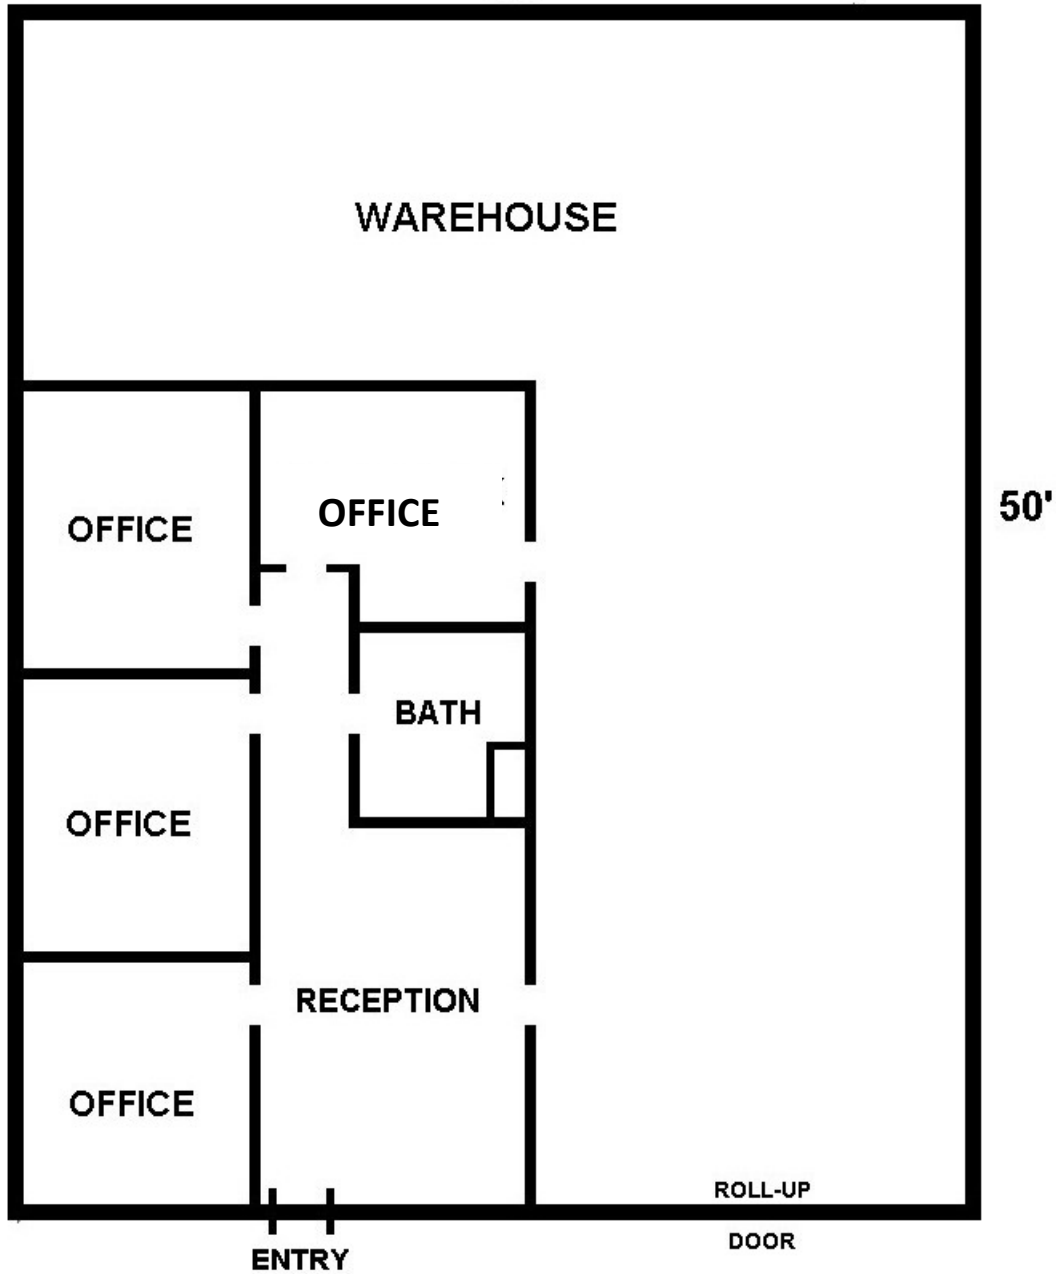 WAREHOUSE
50'
OFFICE
OFFICE
BATH
OFFICE
RECEPTION
OFFICE
ROLL-UP
DOOR
ENTRY